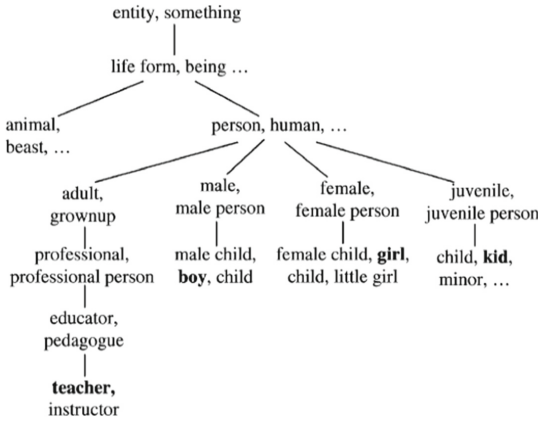 entity, something
life form, being …
animal,
beast, …
person, human, …
adult,
grownup
male,
male person
female,
female person
juvenile,
juvenile person
professional,
professional person
male child,
boy, child
female child, girl,
child, little girl
child, kid,
minor, …
educator,
pedagogue
teacher,
instructor